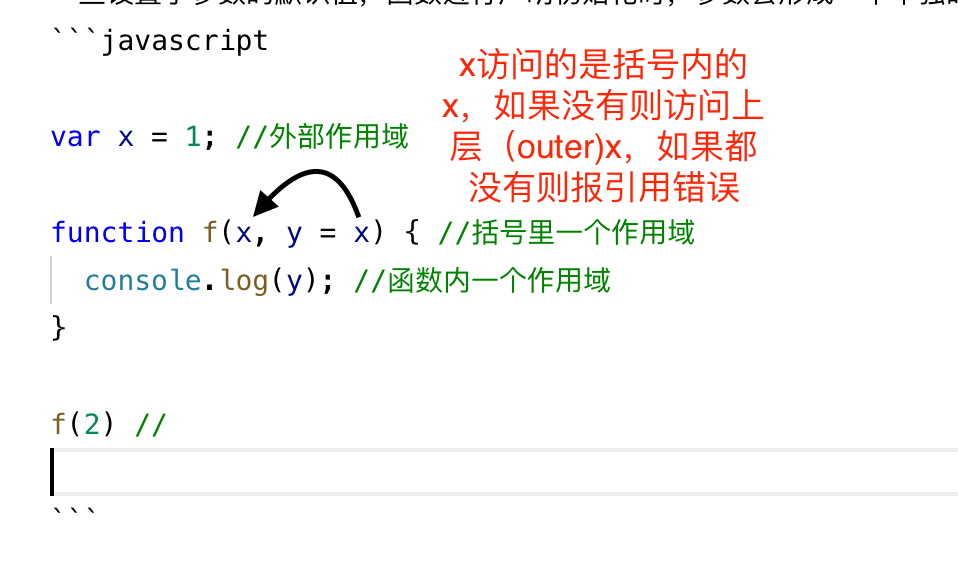 ```javascript
x访问的是括号内的
x，如果没有则访问上
层（outer)x，如果都
没有则报引用错误
var x = 1; //外部作用域
function f(x, y = x) { //括号里一个作用域
console.log(y); //函数内一个作用域
}
f(2) //
```